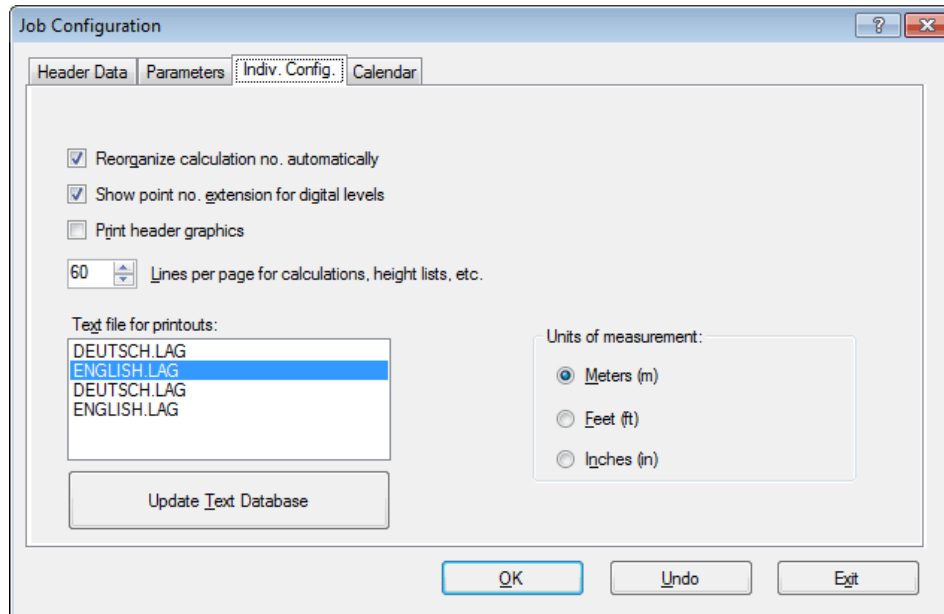 Job Configuration
?
Header Data
Parameters
Indiv. Config.
Calendar
Reorganize calculation no. automatically
Show point no. extension for digital levels
Print header graphics
60 Lines per page for calculations, height lists, etc.
Text file for printouts:
DEUTSCH.LAG
ENGLISH.LAG
DEUTSCH.LAG
ENGLISH.LAG
Update Text Database
Units of measurement:
Meters (m)
Feet (ft)
Inches (in)
OK
Undo
Exit